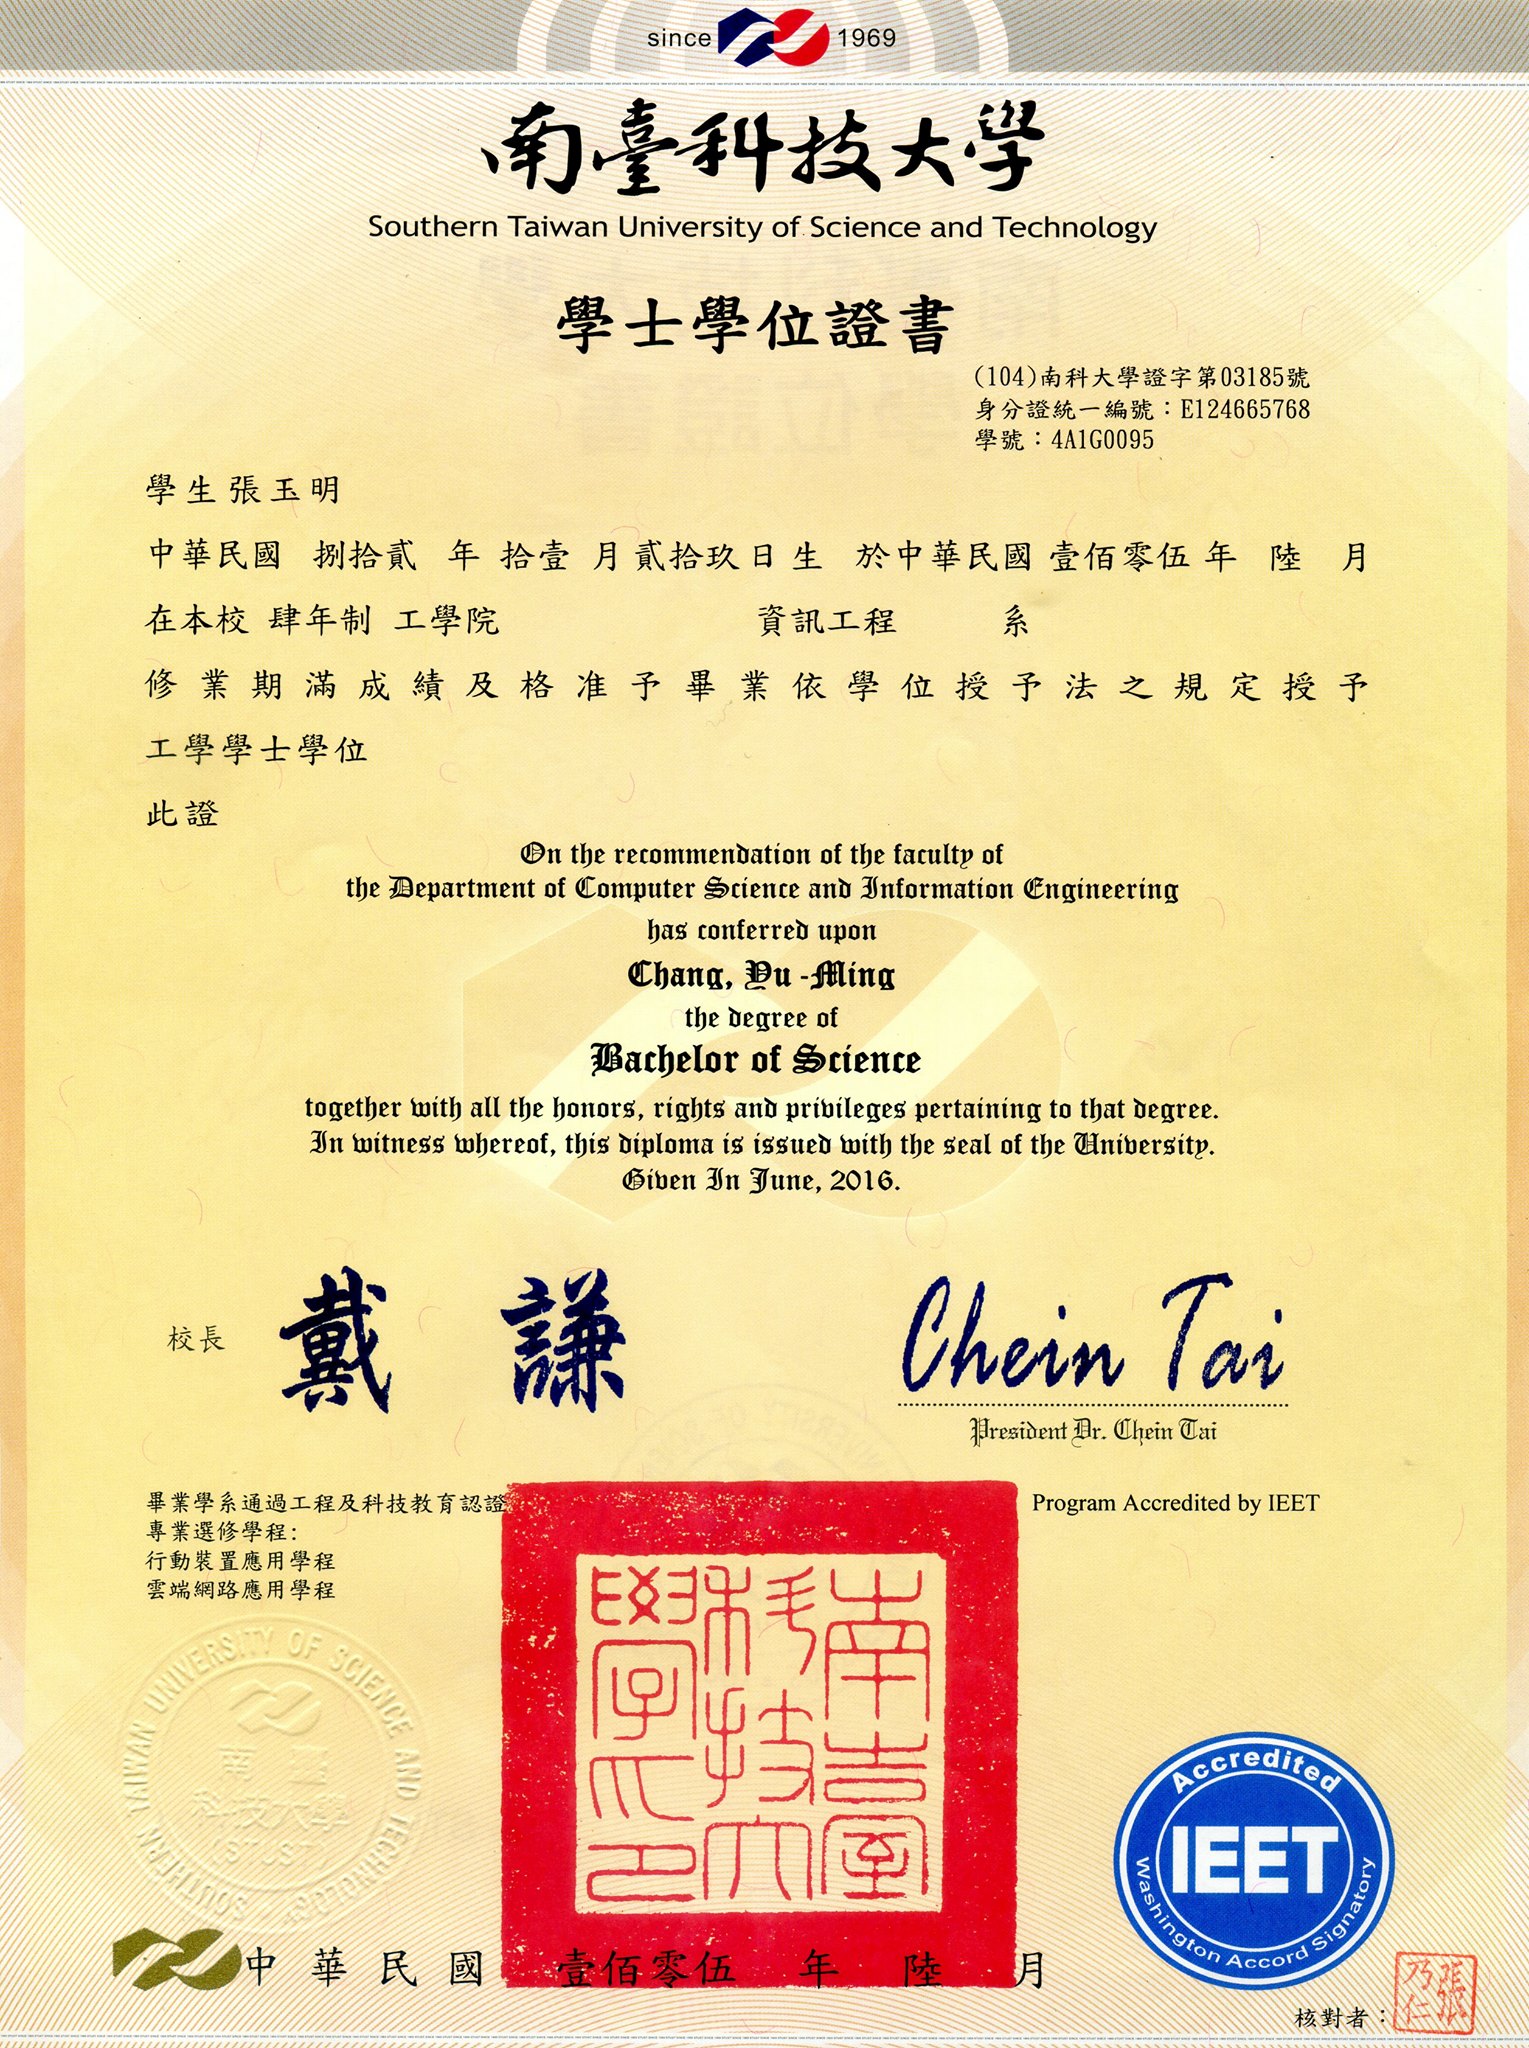 since 1969
南臺科技大學
Southern Taiwan University of Science and Technology
學士學位證書
(104)南科大學證字第03185號
身分證統一編號：E124665768
學號：4A1G0095
學生張玉明
中華民國 捌拾貳 年 拾壹 月貳拾玖日生 於中華民國壹佰零伍年 陸 月
在本校 肆年制 工學院 資訊工程 系
修業期滿成績及格准予畢業依學位授予法之規定授予
工學學士學位
此證
On the recommendation of the faculty of
the Department of Computer Science and Information Engineering
has conferred upon
Chang, Yu -Ming
the degree of
Bachelor of Science
together with all the honors, rights and privileges pertaining to that degree.
In witness whereof, this diploma is issued with the seal of the University.
Given In June, 2016.
校長 戴謙
Chein Tai
President Dr. Chein Tai
畢業學系通過工程及科技教育認證
Program Accredited by IEET
專業選修學程：
行動裝置應用學程
雲端網路應用學程
SOUTHERN TAIWAN UNIVERSITY OF SCIENCE AND TECHNOLOGY
南臺
科技大學
STUST
南臺科技大學印
Accredited
IEET
Washington Accord Signatory
中華民國 壹佰零伍 年 陸 月
核對者：
張乃仁